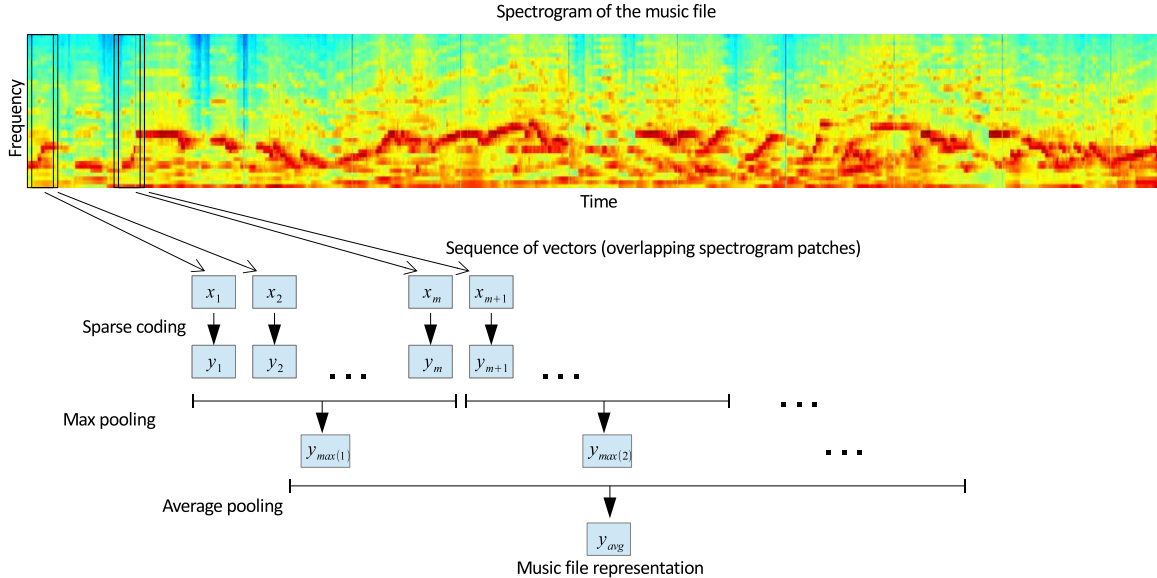 Spectrogram of the music file
Frequency
Time
Sequence of vectors (overlapping spectrogram patches)
x1 x2 xm xm+1
Sparse coding
y1 y2 ... ym ym+1 ...
Max pooling
...
ymax(1) ymax(2) ...
Average pooling
yavg
Music file representation